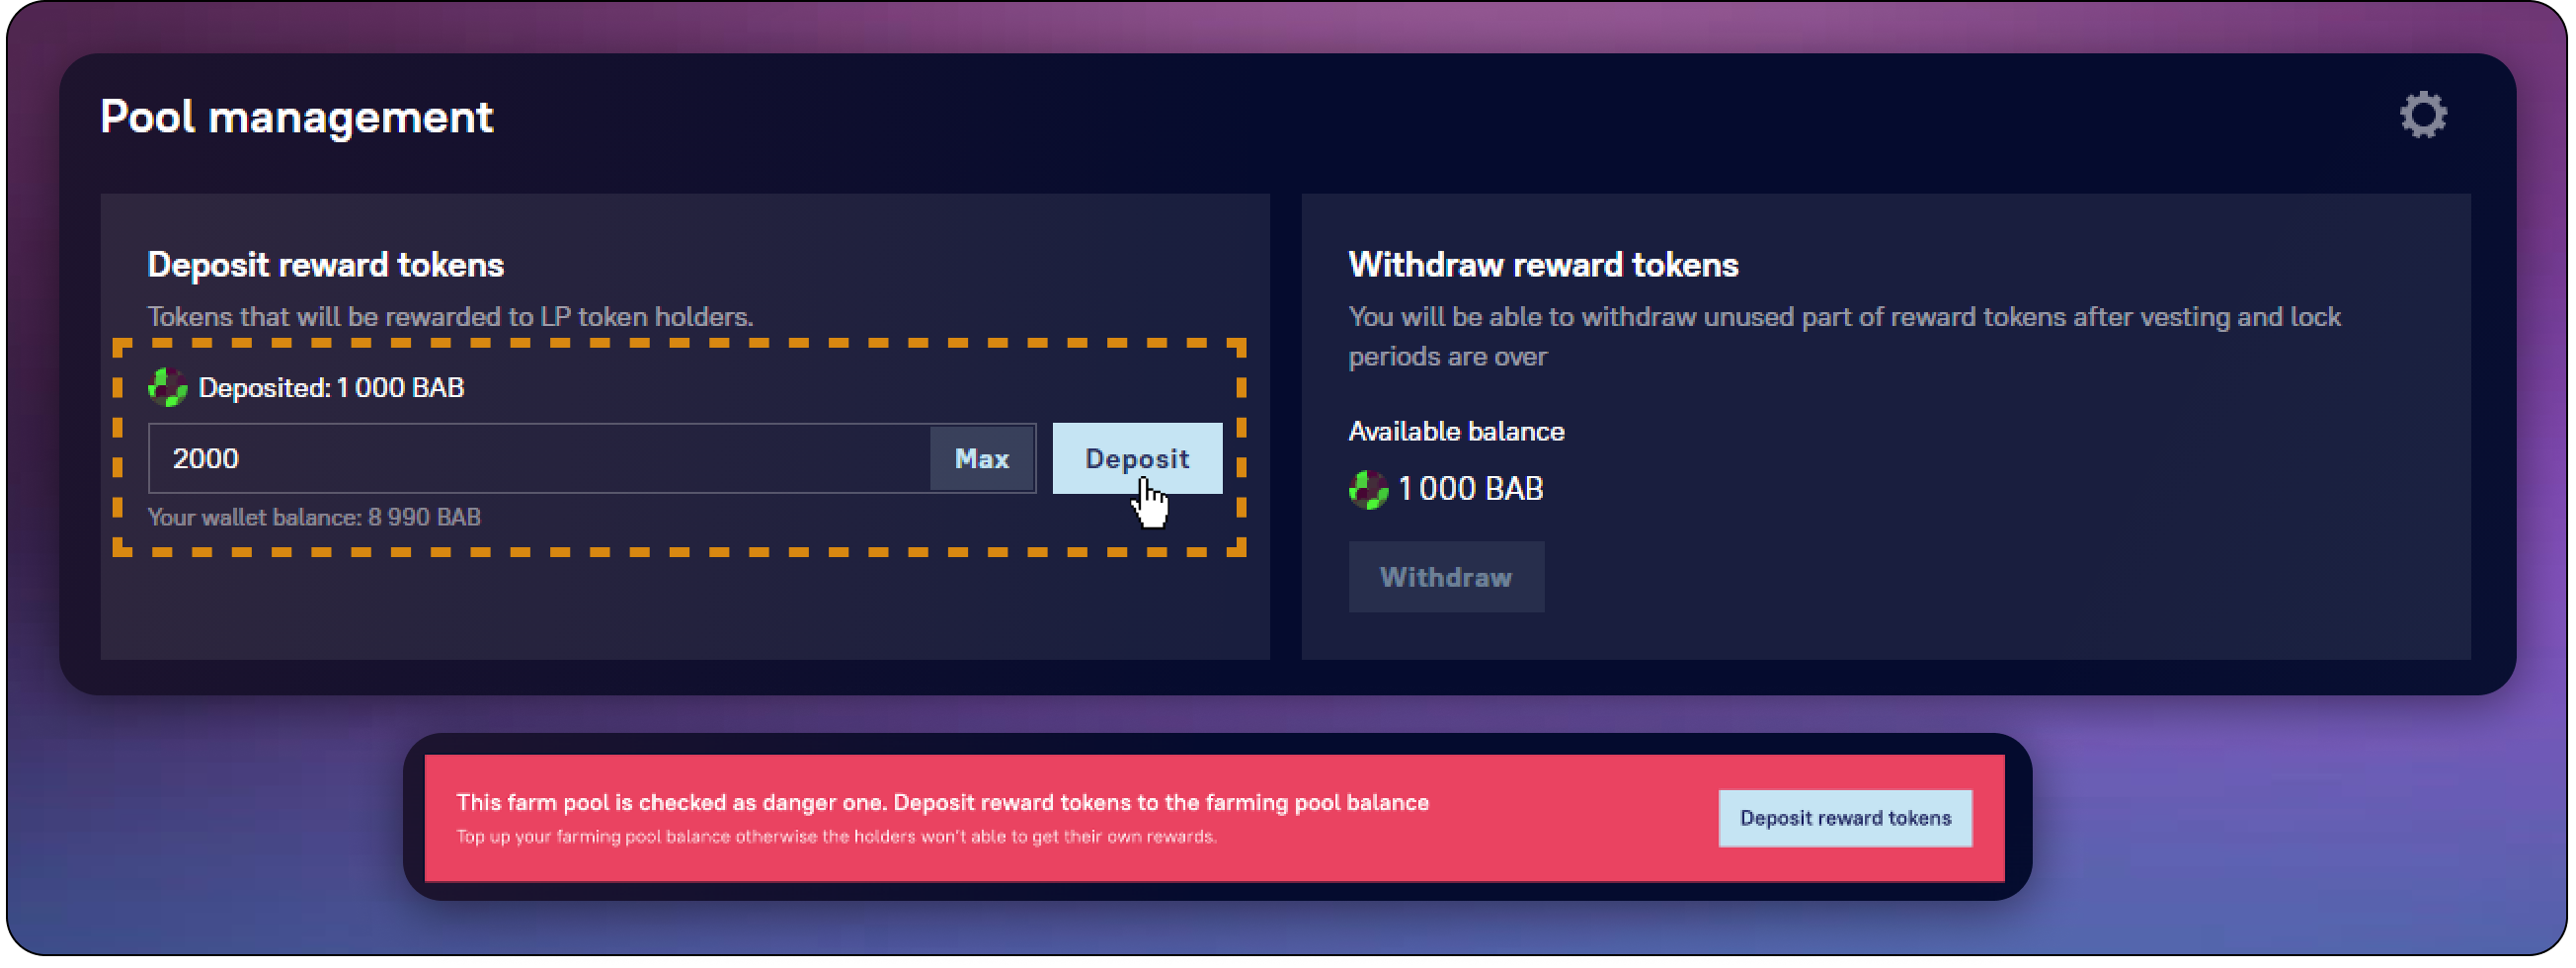 Pool management
Deposit reward tokens
Tokens that will be rewarded to LP token holders.
Deposited: 1 000 BAB
2000
Max
Deposit
Your wallet balance: 8 990 BAB
Withdraw reward tokens
You will be able to withdraw unused part of reward tokens after vesting and lock
periods are over
Available balance
1 000 BAB
Withdraw
This farm pool is checked as danger one. Deposit reward tokens to the farming pool balance
Top up your farming pool balance otherwise the holders won't able to get their own rewards.
Deposit reward tokens